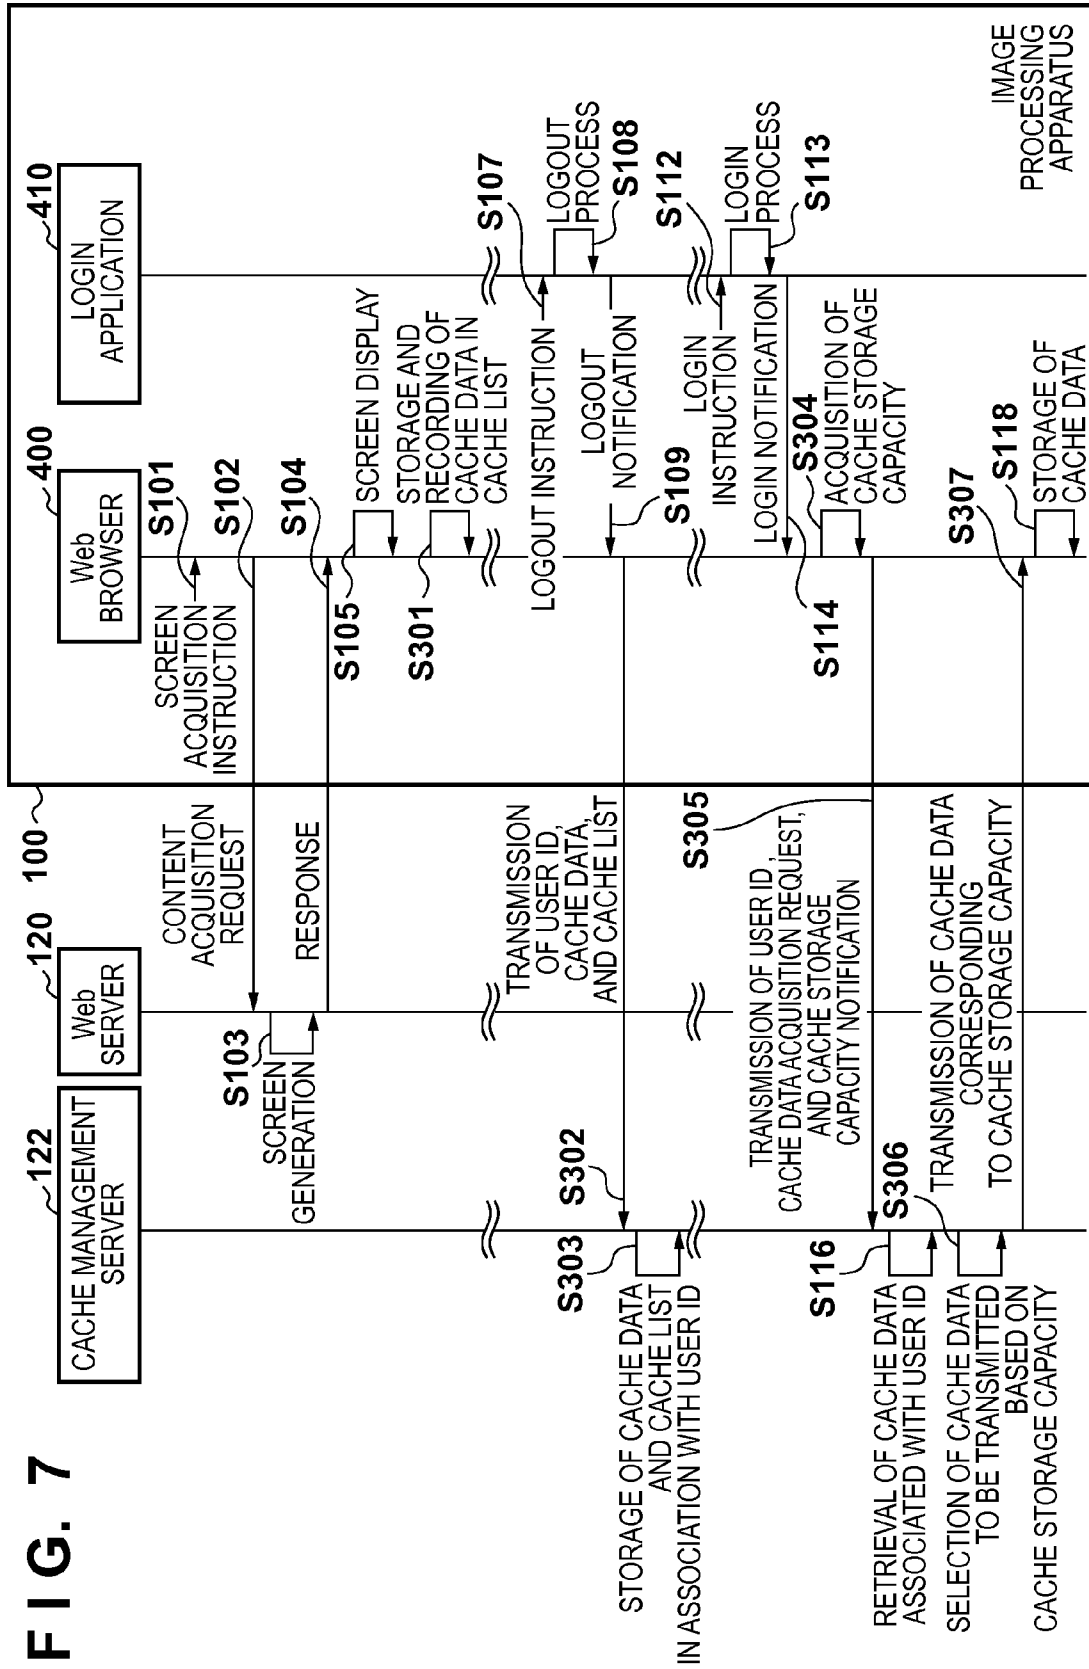 FIG. 7
CACHE MANAGEMENT
SERVER
122
Web
SERVER
120
100
Web
BROWSER
400
LOGIN
APPLICATION
410
SCREEN
ACQUISITION
INSTRUCTION
S101
CONTENT
ACQUISITION
REQUEST
S102
S103
SCREEN
GENERATION
RESPONSE
S104
S105
SCREEN DISPLAY
S301
STORAGE AND
RECORDING OF
CACHE DATA IN
CACHE LIST
LOGOUT INSTRUCTION
S107
LOGOUT
PROCESS
S108
LOGOUT
NOTIFICATION
S109
TRANSMISSION
OF USER ID,
CACHE DATA,
AND CACHE LIST
S302
S303
STORAGE OF CACHE DATA
AND CACHE LIST
IN ASSOCIATION WITH USER ID
LOGIN
INSTRUCTION
S112
LOGIN
PROCESS
S113
LOGIN NOTIFICATION
S114
S304
ACQUISITION OF
CACHE STORAGE
CAPACITY
TRANSMISSION OF USER ID,
CACHE DATA ACQUISITION REQUEST,
AND CACHE STORAGE
CAPACITY NOTIFICATION
S305
S116
RETRIEVAL OF CACHE DATA
ASSOCIATED WITH USER ID
S306
SELECTION OF CACHE DATA
TO BE TRANSMITTED
BASED ON
CACHE STORAGE CAPACITY
TRANSMISSION OF CACHE DATA
CORRESPONDING
TO CACHE STORAGE CAPACITY
S307
S118
STORAGE OF
CACHE DATA
IMAGE
PROCESSING
APPARATUS